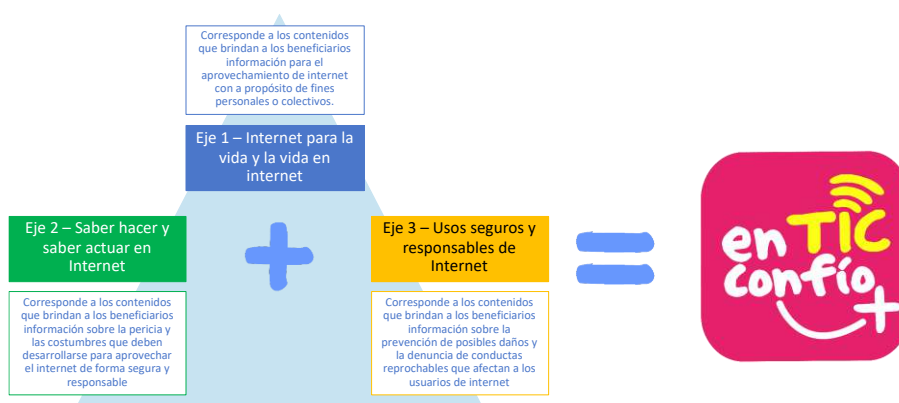 Corresponde a los contenidos
que brindan a los beneficiarios
información para el
aprovechamiento de internet
con a propósito de fines
personales o colectivos.
Eje 1 – Internet para la
vida y la vida en
internet
Eje 2 – Saber hacer y
saber actuar en
Internet
Corresponde a los contenidos
que brindan a los beneficiarios
información sobre la pericia y
las costumbres que deben
desarrollarse para aprovechar
el internet de forma segura y
responsable
+
Eje 3 – Usos seguros y
responsables de
Internet
Corresponde a los contenidos
que brindan a los beneficiarios
información sobre la
prevención de posibles daños y
la denuncia de conductas
reprochables que afectan a los
usuarios de internet
=
en TIC
confío
+